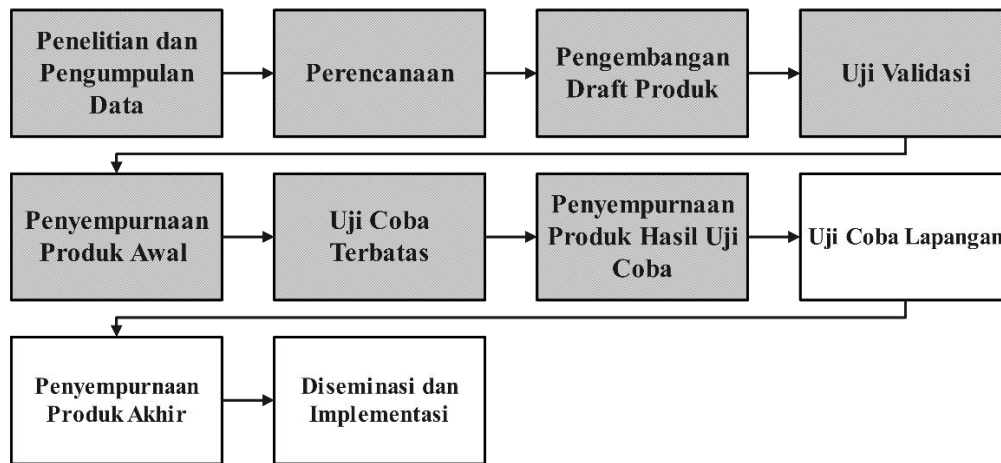 Penelitian dan
Pengumpulan
Data
Perencanaan
Pengembangan
Draft Produk
Uji Validasi
Penyempurnaan
Produk Awal
Uji Coba
Terbatas
Penyempurnaan
Produk Hasil Uji
Coba
Uji Coba Lapangan
Penyempurnaan
Produk Akhir
Diseminasi dan
Implementasi